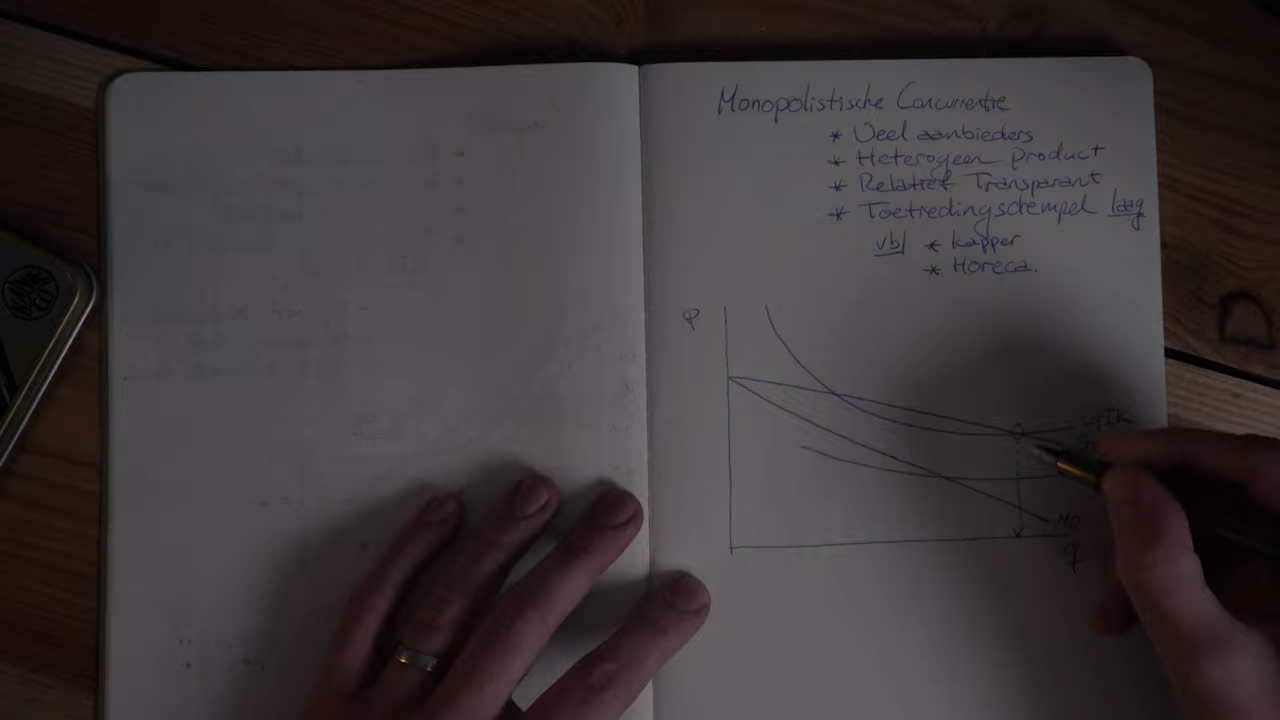 Monopolistische Concurrentie
* Veel aanbieders
* Heterogeen product
* Relatief Transparant
* Toetredingsdrempel laag
vb| * kapper
* Horeca.
P
MO
q